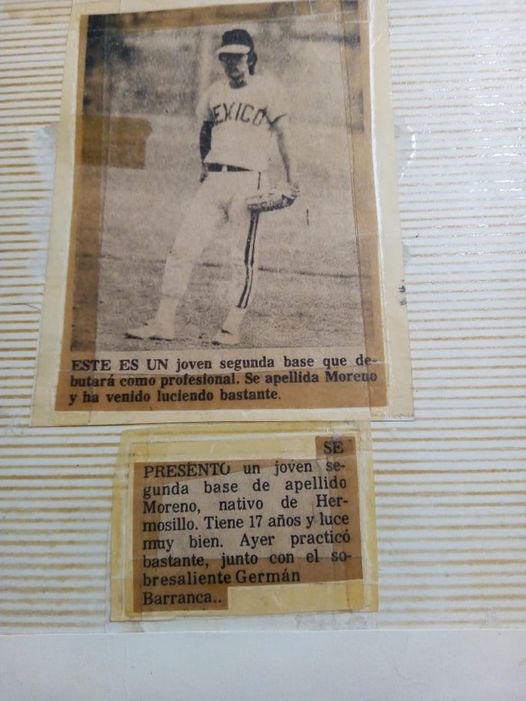 MEXICO
ESTE ES UN joven segunda base que de-
butará como profesional. Se apellida Moreno
y ha venido luciendo bastante.
SE
PRESENTO un joven se-
gunda base de apellido
Moreno, nativo de Her-
mosillo. Tiene 17 años y luce
muy bien. Ayer practicó
bastante, junto con el so-
bresaliente Germán
Barranca..